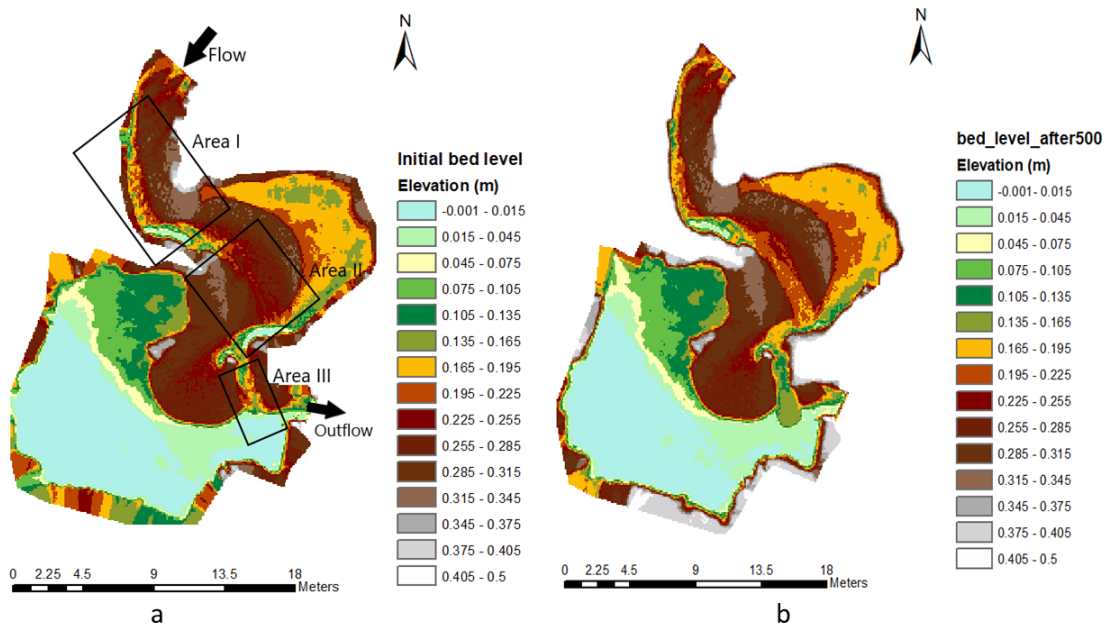 N
Flow
Area I
Area II
Area III
Outflow
Initial bed level
Elevation (m)
-0.001 - 0.015
0.015 - 0.045
0.045 - 0.075
0.075 - 0.105
0.105 - 0.135
0.135 - 0.165
0.165 - 0.195
0.195 - 0.225
0.225 - 0.255
0.255 - 0.285
0.285 - 0.315
0.315 - 0.345
0.345 - 0.375
0.375 - 0.405
0.405 - 0.5
0 2.25 4.5 9 13.5 18
Meters
a
N
bed_level_after500
Elevation (m)
-0.001 - 0.015
0.015 - 0.045
0.045 - 0.075
0.075 - 0.105
0.105 - 0.135
0.135 - 0.165
0.165 - 0.195
0.195 - 0.225
0.225 - 0.255
0.255 - 0.285
0.285 - 0.315
0.315 - 0.345
0.345 - 0.375
0.375 - 0.405
0.405 - 0.5
0 2.25 4.5 9 13.5 18
Meters
b